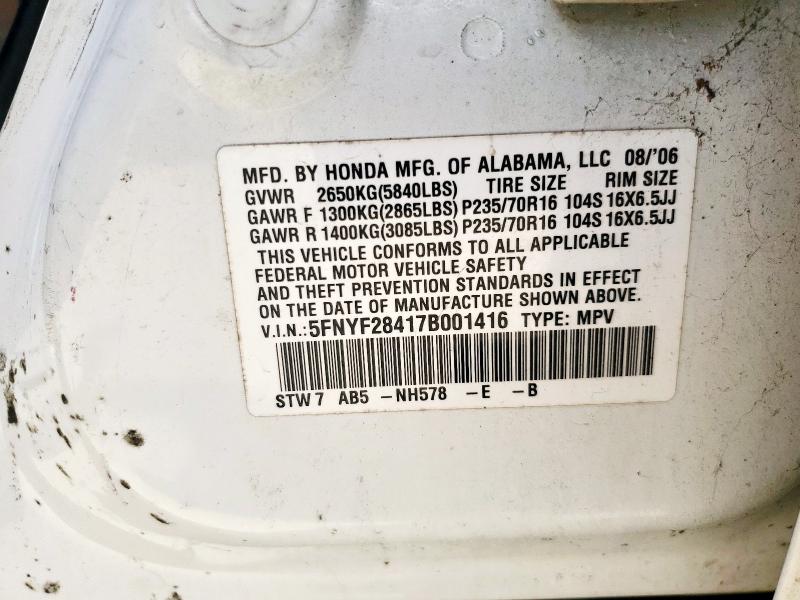 MFD. BY HONDA MFG. OF ALABAMA, LLC 08/'06
GVWR 2650KG(5840LBS) TIRE SIZE RIM SIZE
GAWR F 1300KG(2865LBS) P235/70R16 104S 16X6.5JJ
GAWR R 1400KG(3085LBS) P235/70R16 104S 16X6.5JJ
THIS VEHICLE CONFORMS TO ALL APPLICABLE
FEDERAL MOTOR VEHICLE SAFETY
AND THEFT PREVENTION STANDARDS IN EFFECT
ON THE DATE OF MANUFACTURE SHOWN ABOVE.
V.I.N.:5FNYF28417B001416 TYPE: MPV
STW7 AB5 -NH578 -E -B